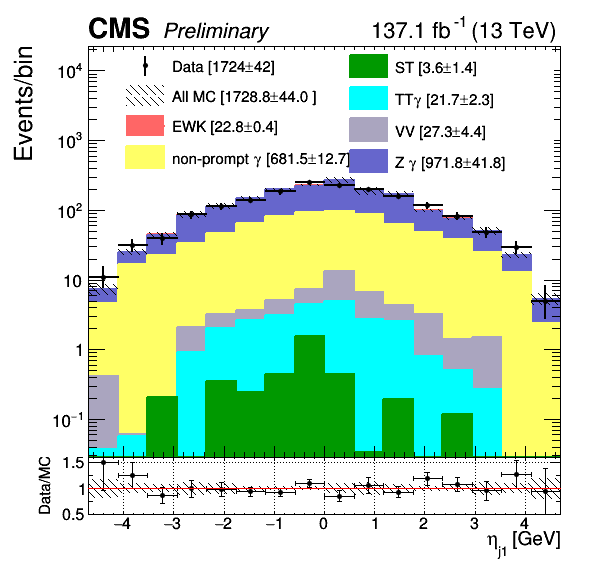 CMS Preliminary 137.1 fb⁻¹ (13 TeV)
Events/bin
10⁴
10³
10²
10
1
10⁻¹
Data [1724±42]
All MC [1728.8±44.0 ]
EWK [22.8±0.4]
non-prompt γ [681.5±12.7]
ST [3.6±1.4]
TTγ [21.7±2.3]
VV [27.3±4.4]
Z γ [971.8±41.8]
Data/MC
1.5
1
0.5
−4 −3 −2 −1 0 1 2 3 4
η_j1 [GeV]